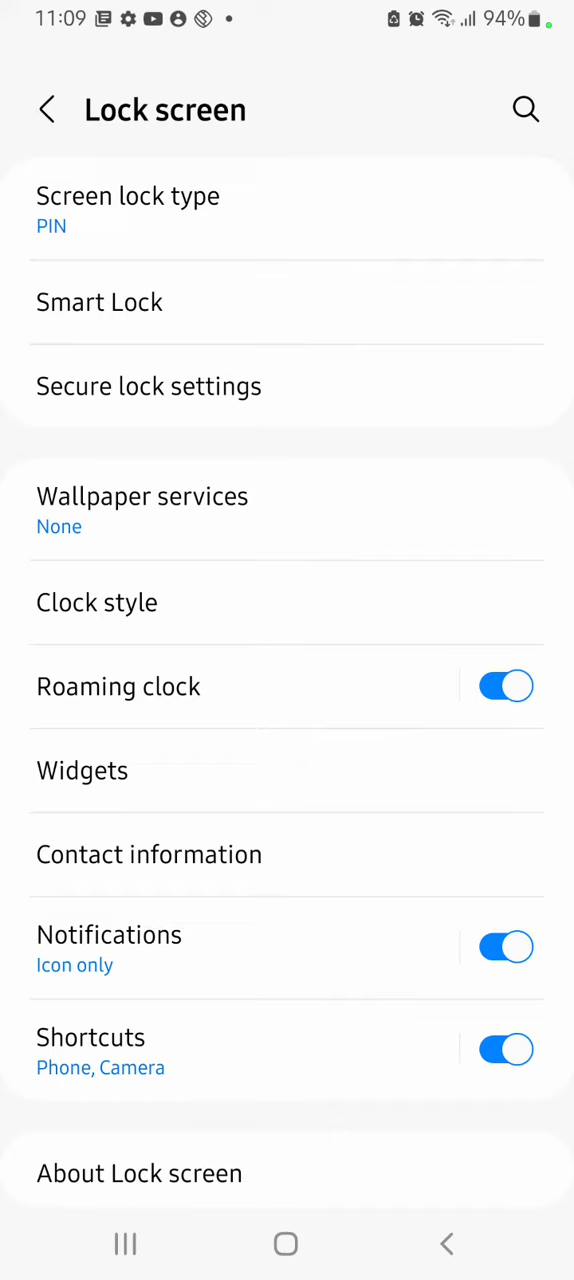 11:09 94%
Lock screen
Screen lock type
PIN
Smart Lock
Secure lock settings
Wallpaper services
None
Clock style
Roaming clock
Widgets
Contact information
Notifications
Icon only
Shortcuts
Phone, Camera
About Lock screen